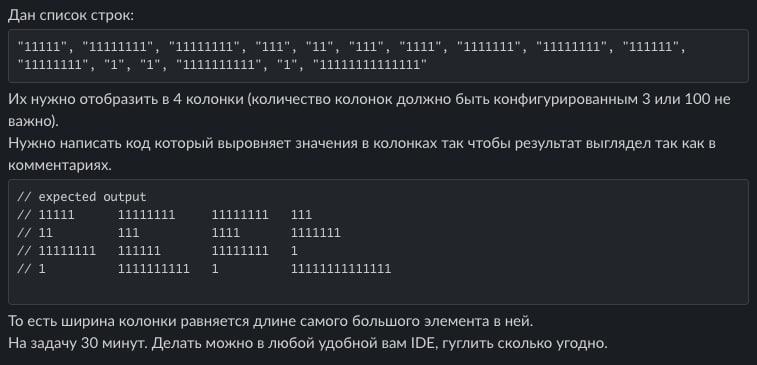 Дан список строк:
"11111", "11111111", "11111111", "111", "11", "111", "1111", "1111111", "11111111", "111111",
"11111111", "1", "1", "1111111111", "1", "11111111111111"
Их нужно отобразить в 4 колонки (количество колонок должно быть конфигурированным 3 или 100 не
важно).
Нужно написать код который выровняет значения в колонках так чтобы результат выглядел так как в
комментариях.
// expected output
// 11111      11111111     11111111   111
// 11         111          1111       1111111
// 11111111   111111       11111111   1
// 1          1111111111   1          11111111111111
То есть ширина колонки равняется длине самого большого элемента в ней.
На задачу 30 минут. Делать можно в любой удобной вам IDE, гуглить сколько угодно.